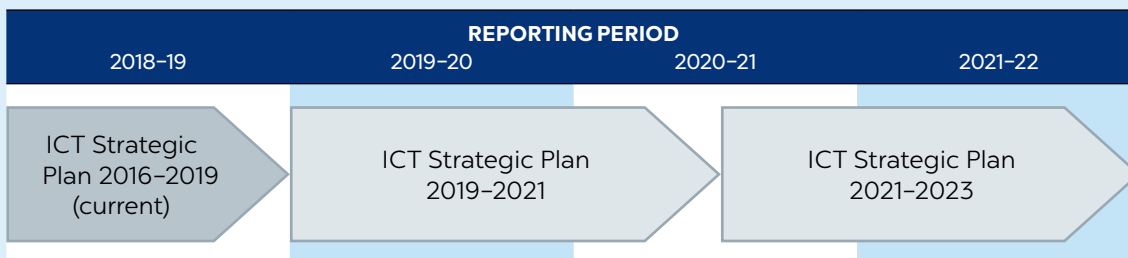 REPORTING PERIOD
2018–19 2019–20 2020–21 2021–22
ICT Strategic
Plan 2016–2019
(current)
ICT Strategic Plan
2019–2021
ICT Strategic Plan
2021–2023